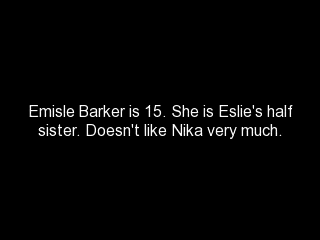 Emisle Barker is 15. She is Eslie's half
sister. Doesn't like Nika very much.